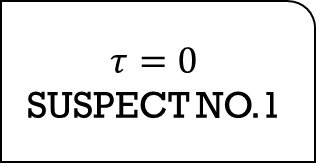 τ = 0
SUSPECT NO. 1